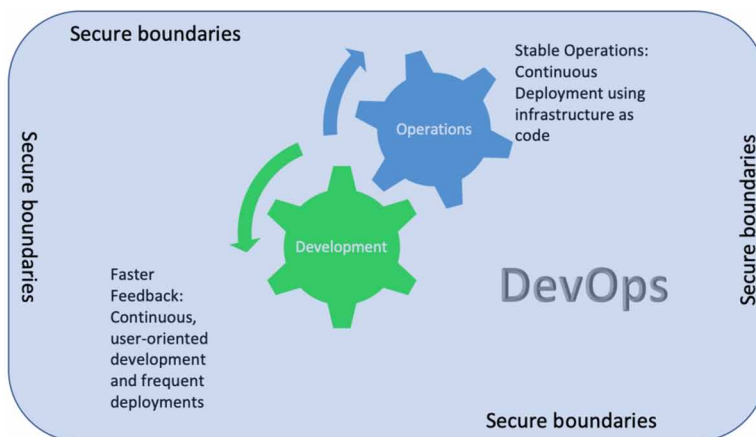 Secure boundaries
Stable Operations:
Continuous
Deployment using
infrastructure as
code
Operations
Secure boundaries
Secure boundaries
Development
Faster
Feedback:
Continuous,
user-oriented
development
and frequent
deployments
DevOps
Secure boundaries